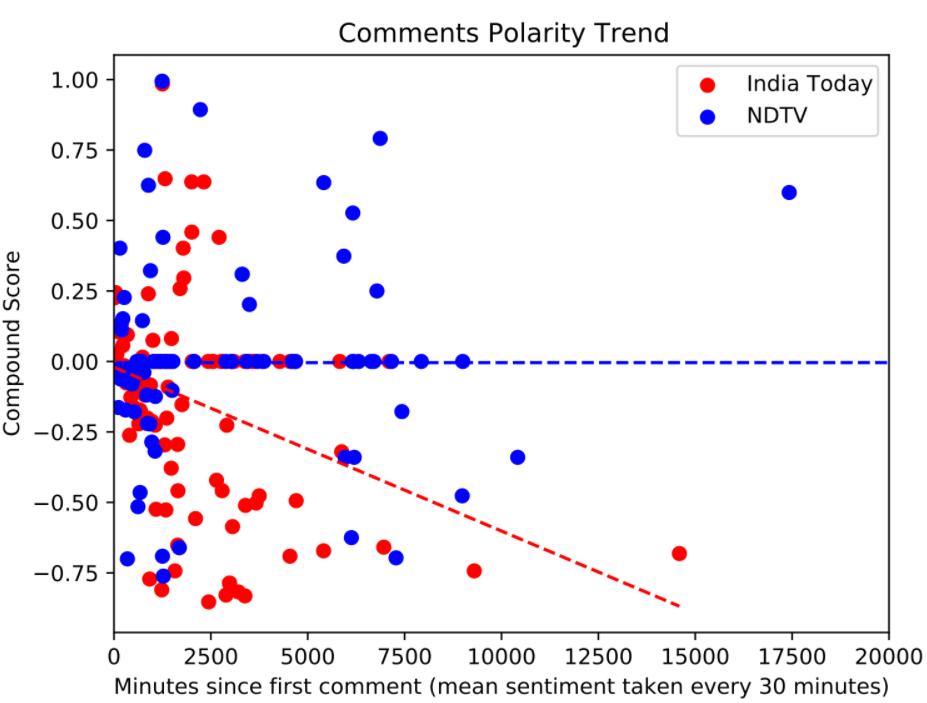 Comments Polarity Trend
India Today
NDTV
Compound Score
1.00
0.75
0.50
0.25
0.00
−0.25
−0.50
−0.75
0 2500 5000 7500 10000 12500 15000 17500 20000
Minutes since first comment (mean sentiment taken every 30 minutes)